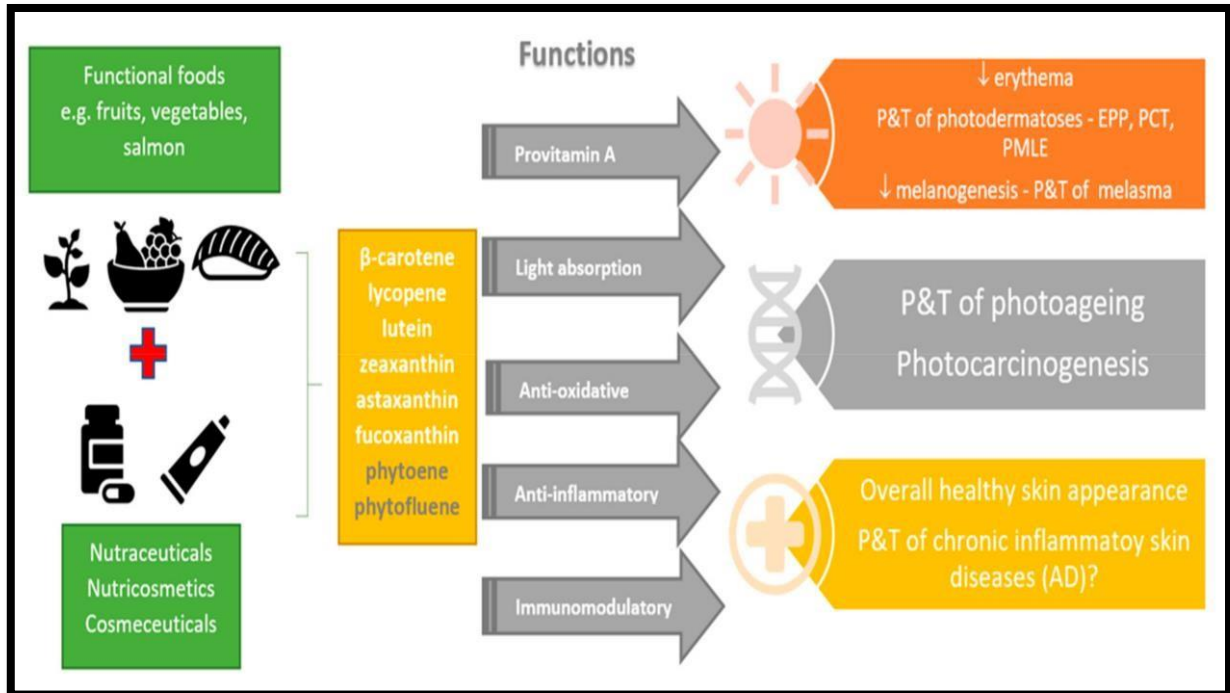 Functional foods
e.g. fruits, vegetables,
salmon
Nutraceuticals
Nutricosmetics
Cosmeceuticals
β-carotene
lycopene
lutein
zeaxanthin
astaxanthin
fucoxanthin
phytoene
phytofluene
Functions
Provitamin A
Light absorption
Anti-oxidative
Anti-inflammatory
Immunomodulatory
↓ erythema
P&T of photodermatoses - EPP, PCT,
PMLE
↓ melanogenesis - P&T of melasma
P&T of photoageing
Photocarcinogenesis
Overall healthy skin appearance
P&T of chronic inflammatoy skin
diseases (AD)?